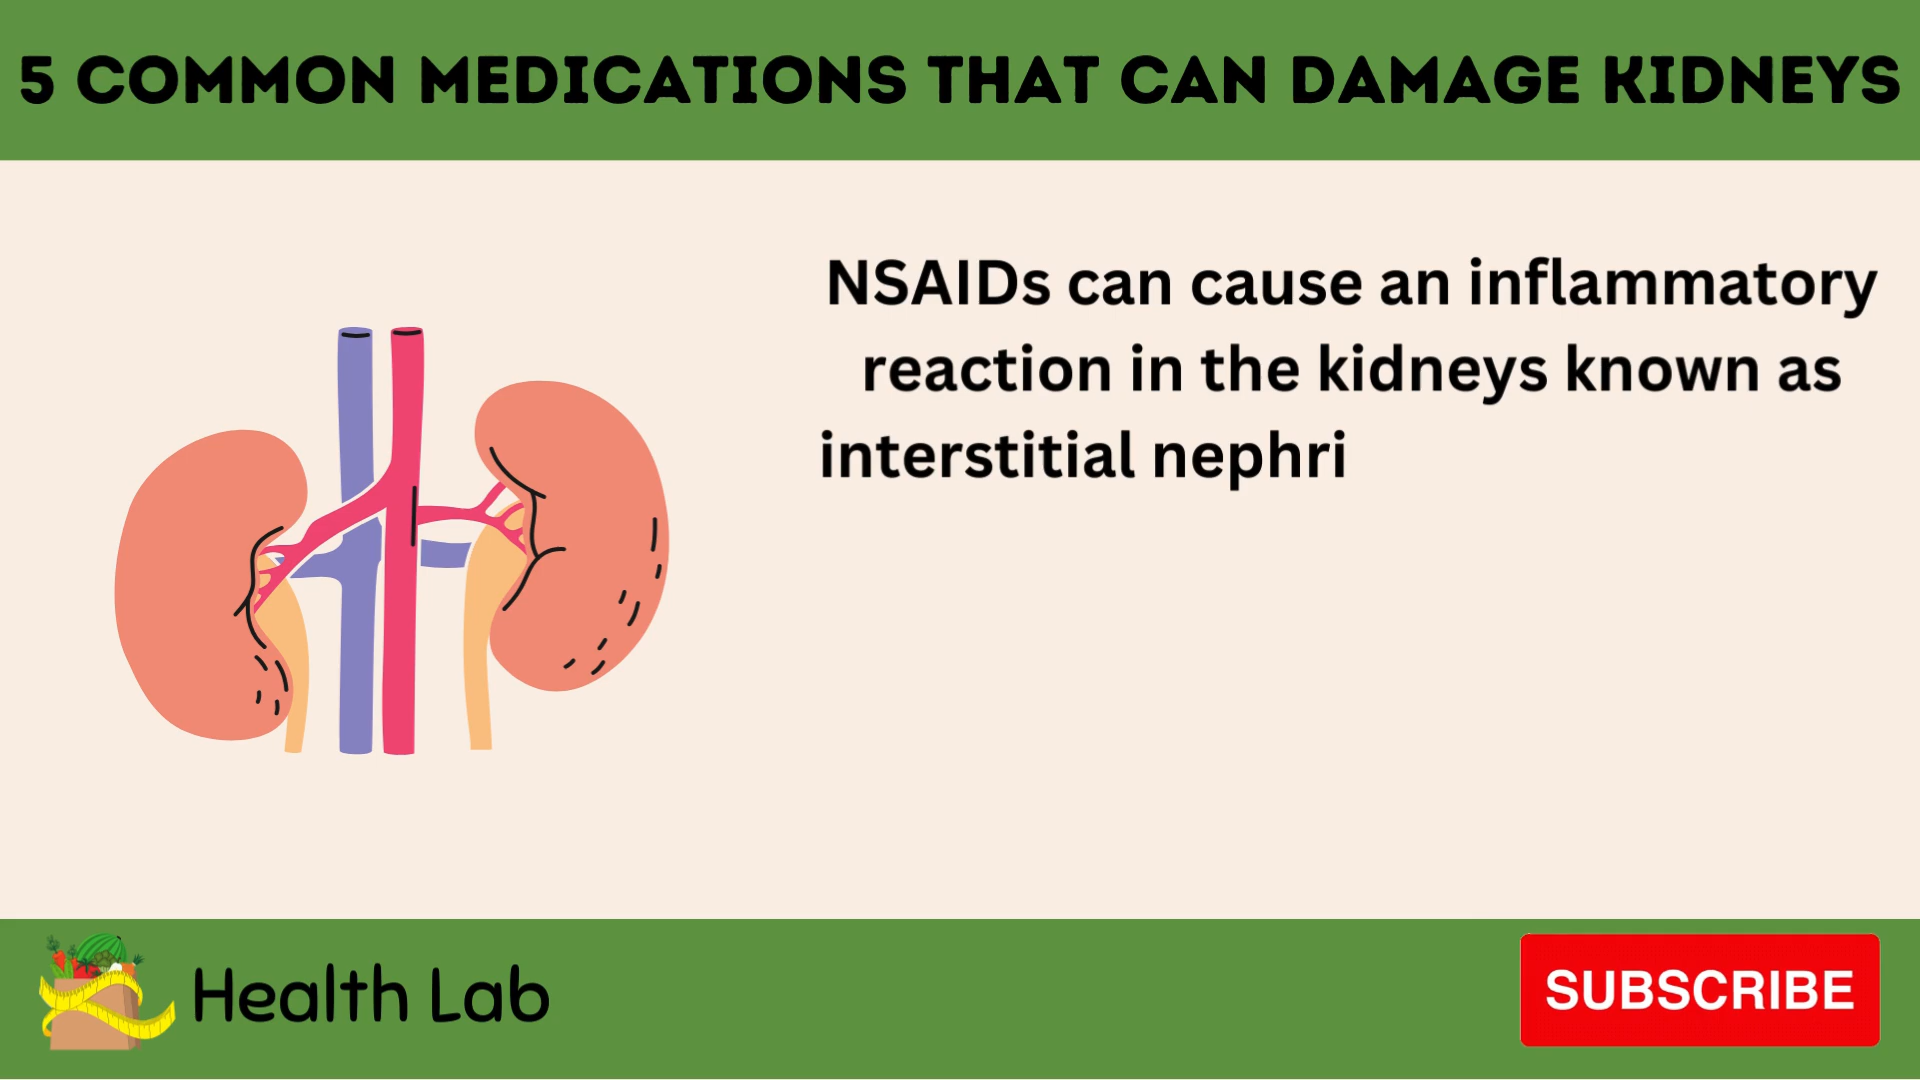 5 COMMON MEDICATIONS THAT CAN DAMAGE KIDNEYS
NSAIDs can cause an inflammatory
reaction in the kidneys known as
interstitial nephri
Health Lab
SUBSCRIBE